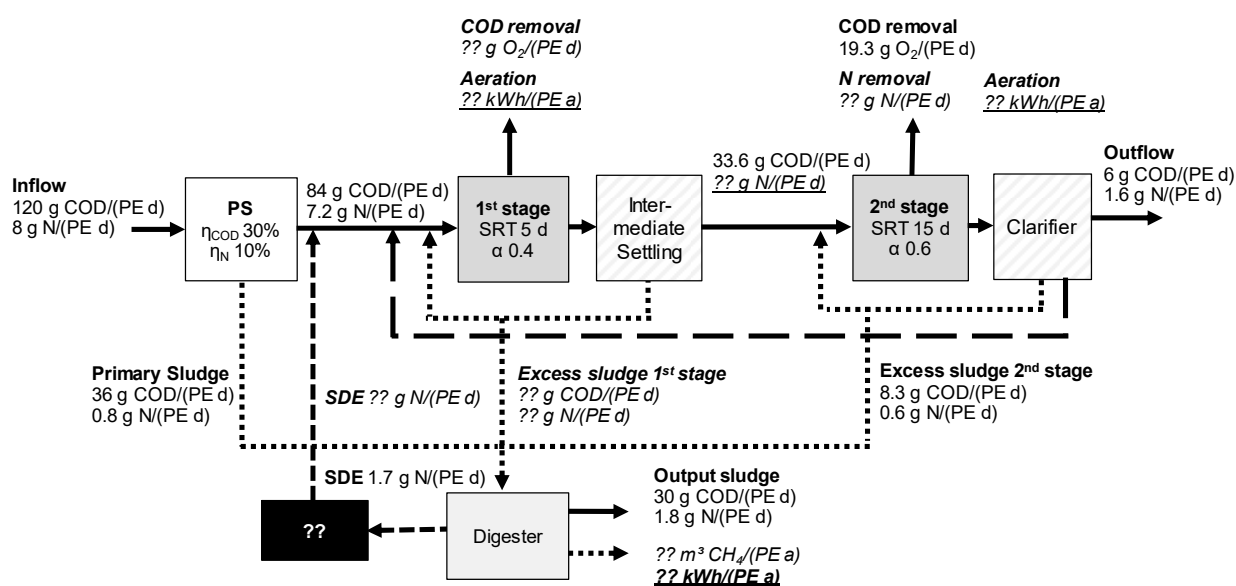 COD removal
?? g O₂/(PE d)
Aeration
?? kWh/(PE a)
COD removal
19.3 g O₂/(PE d)
N removal
?? g N/(PE d)
Aeration
?? kWh/(PE a)
Inflow
120 g COD/(PE d)
8 g N/(PE d)
PS
ηCOD 30%
ηN 10%
84 g COD/(PE d)
7.2 g N/(PE d)
1st stage
SRT 5 d
α 0.4
Inter-
mediate
Settling
33.6 g COD/(PE d)
?? g N/(PE d)
2nd stage
SRT 15 d
α 0.6
Clarifier
Outflow
6 g COD/(PE d)
1.6 g N/(PE d)
Primary Sludge
36 g COD/(PE d)
0.8 g N/(PE d)
SDE ?? g N/(PE d)
Excess sludge 1st stage
?? g COD/(PE d)
?? g N/(PE d)
Excess sludge 2nd stage
8.3 g COD/(PE d)
0.6 g N/(PE d)
SDE 1.7 g N/(PE d)
??
Digester
Output sludge
30 g COD/(PE d)
1.8 g N/(PE d)
?? m³ CH₄/(PE a)
?? kWh/(PE a)